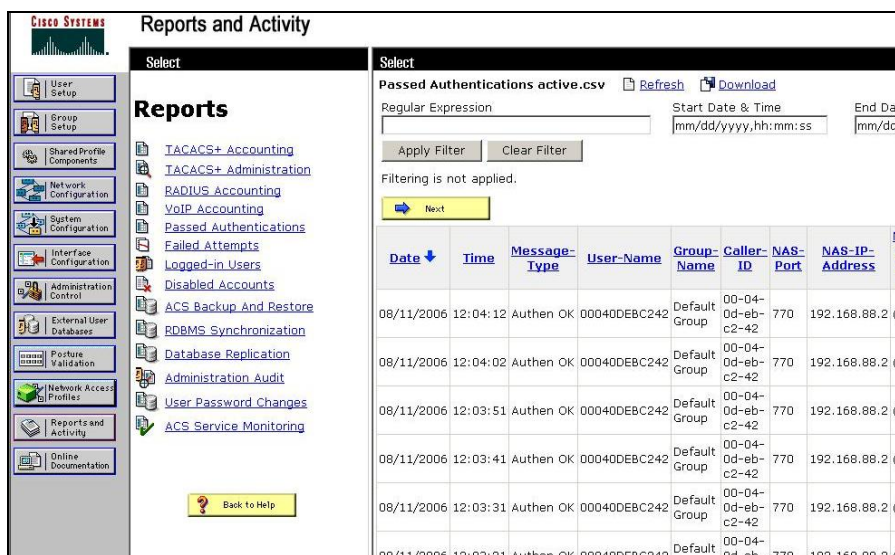 CISCO SYSTEMS
Reports and Activity
User Setup
Group Setup
Shared Profile Components
Network Configuration
System Configuration
Interface Configuration
Administration Control
External User Databases
Posture Validation
Network Access Profiles
Reports and Activity
Online Documentation
Select
Reports
TACACS+ Accounting
TACACS+ Administration
RADIUS Accounting
VoIP Accounting
Passed Authentications
Failed Attempts
Logged-in Users
Disabled Accounts
ACS Backup And Restore
RDBMS Synchronization
Database Replication
Administration Audit
User Password Changes
ACS Service Monitoring
Back to Help
Select
Passed Authentications active.csv Refresh Download
Regular Expression Start Date & Time End Da
mm/dd/yyyy,hh:mm:ss mm/dd
Apply Filter Clear Filter
Filtering is not applied.
Next
Date Time Message-Type User-Name Group-Name Caller-ID NAS-Port NAS-IP-Address
08/11/2006 12:04:12 Authen OK 00040DEBC242 Default Group 00-04-0d-eb-c2-42 770 192.168.88.2
08/11/2006 12:04:02 Authen OK 00040DEBC242 Default Group 00-04-0d-eb-c2-42 770 192.168.88.2
08/11/2006 12:03:51 Authen OK 00040DEBC242 Default Group 00-04-0d-eb-c2-42 770 192.168.88.2
08/11/2006 12:03:41 Authen OK 00040DEBC242 Default Group 00-04-0d-eb-c2-42 770 192.168.88.2
08/11/2006 12:03:31 Authen OK 00040DEBC242 Default Group 00-04-0d-eb-c2-42 770 192.168.88.2
Default 00-04-